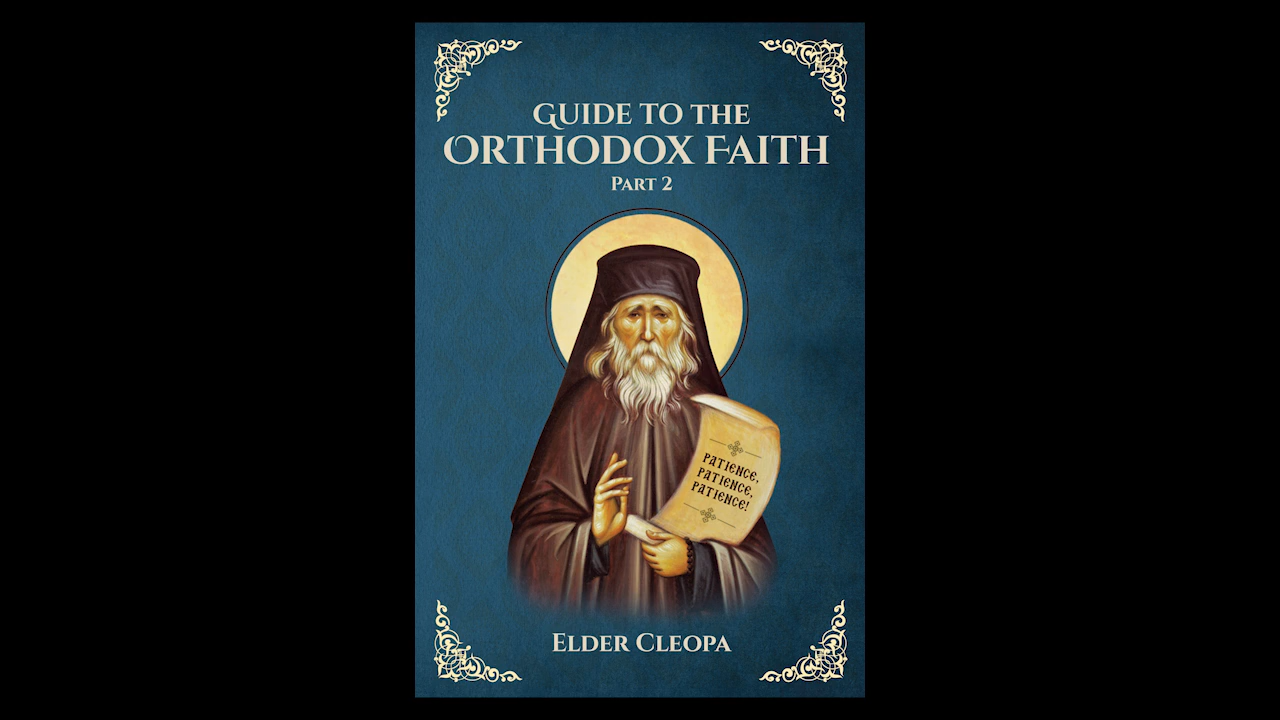 Guide to the
Orthodox Faith
Part 2
Patience,
Patience,
Patience!
Elder Cleopa